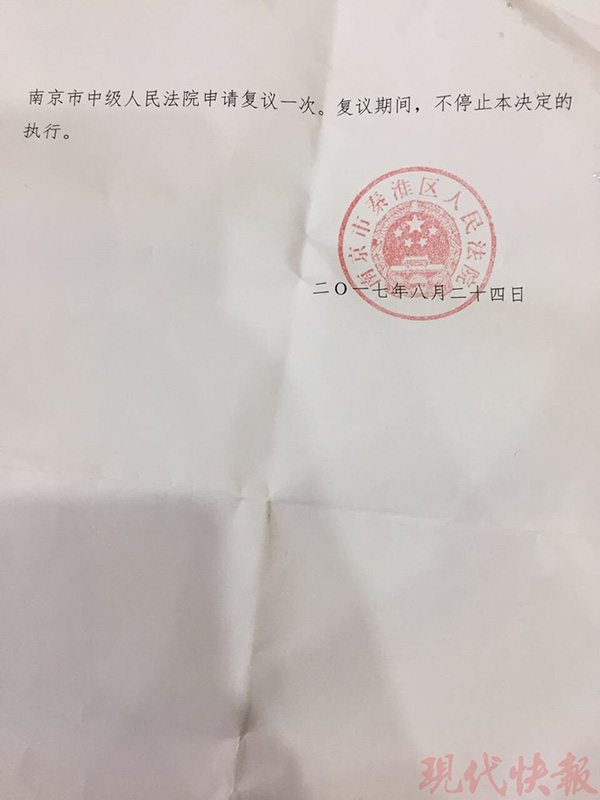 南京市中级人民法院申请复议一次。复议期间，不停止本决定的
执行。
南京市秦淮区人民法院
二〇一七年八月二十四日
現代快報